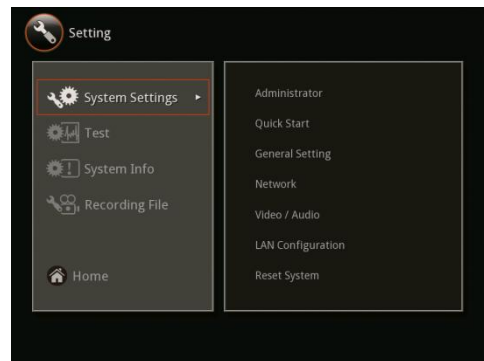 Setting
System Settings
Test
System Info
Recording File
Home
Administrator
Quick Start
General Setting
Network
Video / Audio
LAN Configuration
Reset System